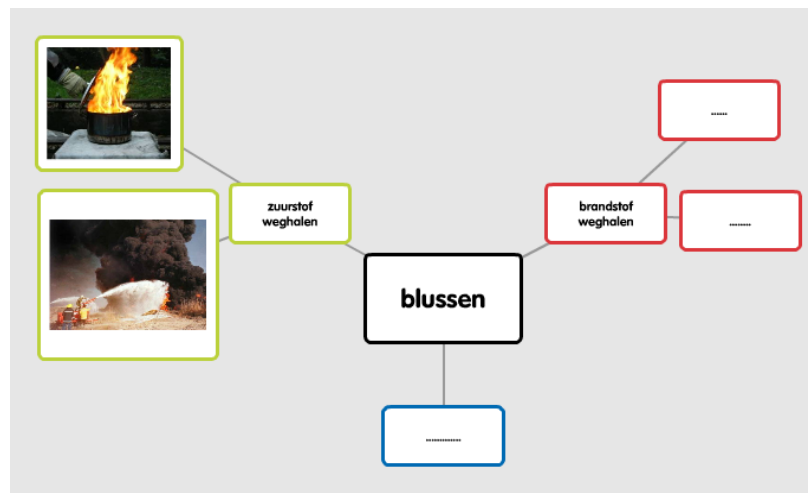 ......
zuurstof
weghalen
brandstof
weghalen
........
blussen
.............